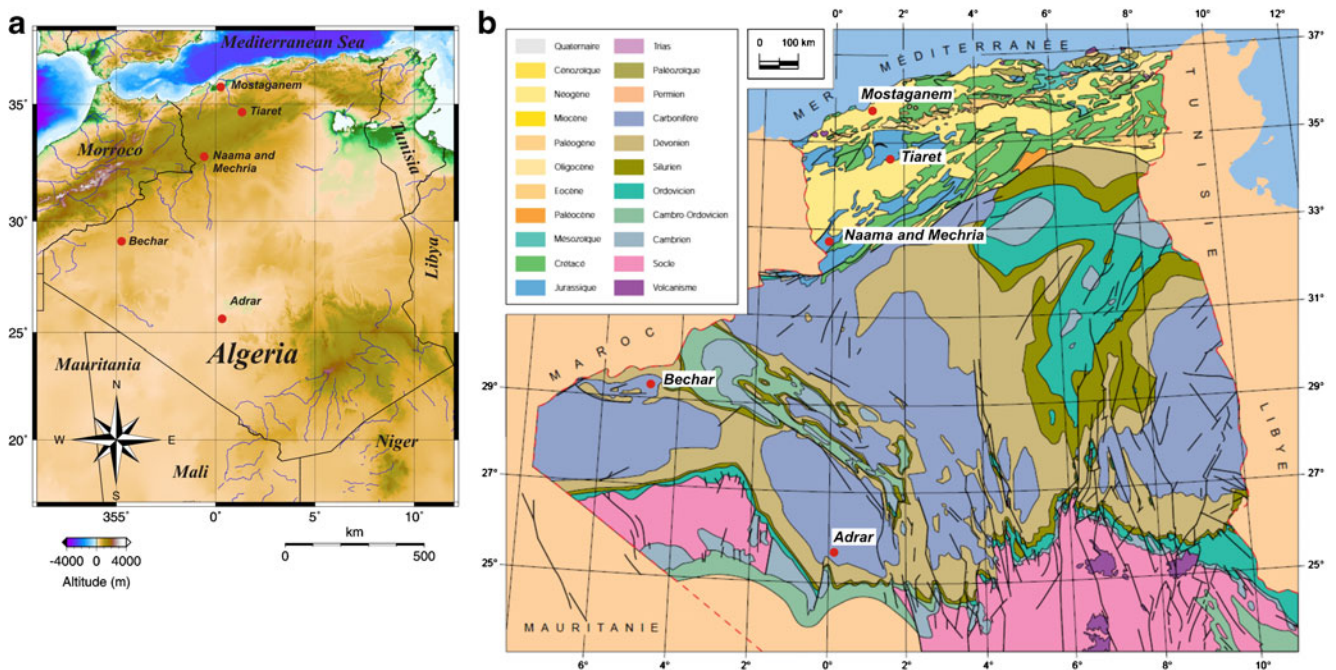 a
Mediterranean Sea
Mostaganem
Tiaret
Morroco
Tunisia
Naama and
Mechria
Bechar
Libya
Adrar
Algeria
Mauritania
N
W
E
S
Mali
Niger
35˚
30˚
25˚
20˚
355˚
0˚
5˚
10˚
-4000 0 4000
Altitude (m)
km
0
500
b
Quaternaire
Cénozoïque
Néogène
Miocène
Paléogène
Oligocène
Eocène
Paléocène
Mésozoïque
Crétacé
Jurassique
Trias
Paléozoïque
Permien
Carbonifère
Dévonien
Silurien
Ordovicien
Cambro-Ordovicien
Cambrien
Socle
Volcanisme
0 100 km
0° 2° 4° 6° 8° 10° 12°
MER MÉDITERRANÉE
TUNISIE
Mostaganem
Tiaret
Naama and Mechria
MAROC
Bechar
LIBYE
Adrar
MAURITANIE
37°
35°
33°
31°
29°
27°
25°
29°
27°
25°
6° 4° 2° 0° 2° 4° 6° 8° 10°